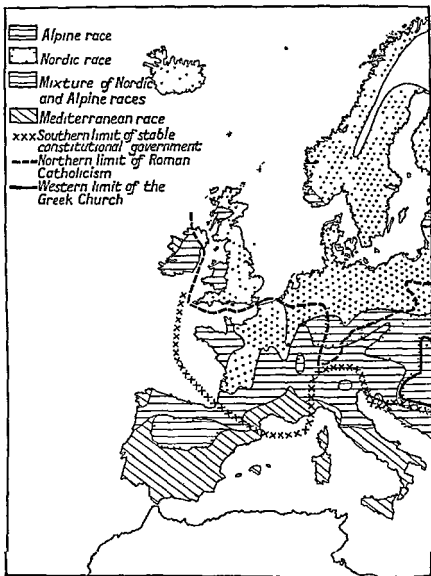 Alpine race
Nordic race
Mixture of Nordic
and Alpine races
Mediterranean race
xxx Southern limit of stable
constitutional government
Northern limit of Roman
Catholicism
Western limit of the
Greek Church